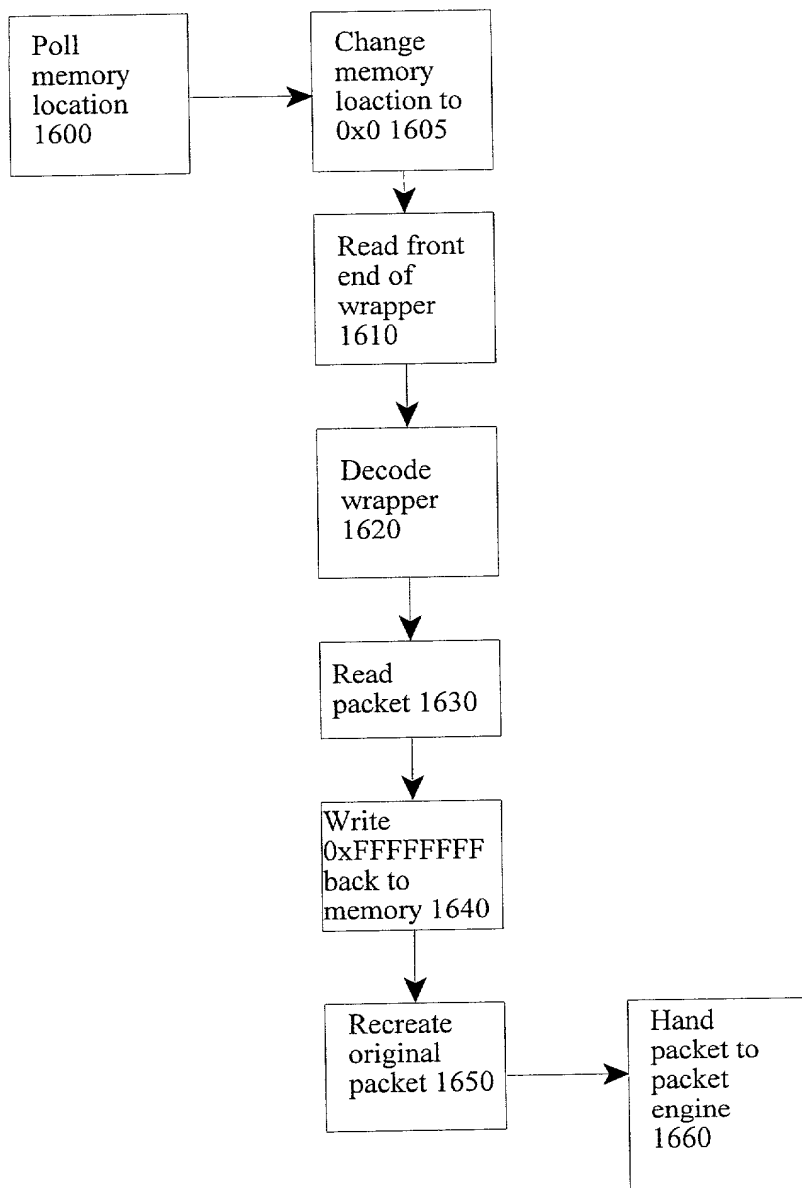 Poll
memory
location
1600
Change
memory
loaction to
0x0 1605
Read front
end of
wrapper
1610
Decode
wrapper
1620
Read
packet 1630
Write
0xFFFFFFFF
back to
memory 1640
Recreate
original
packet 1650
Hand
packet to
packet
engine
1660